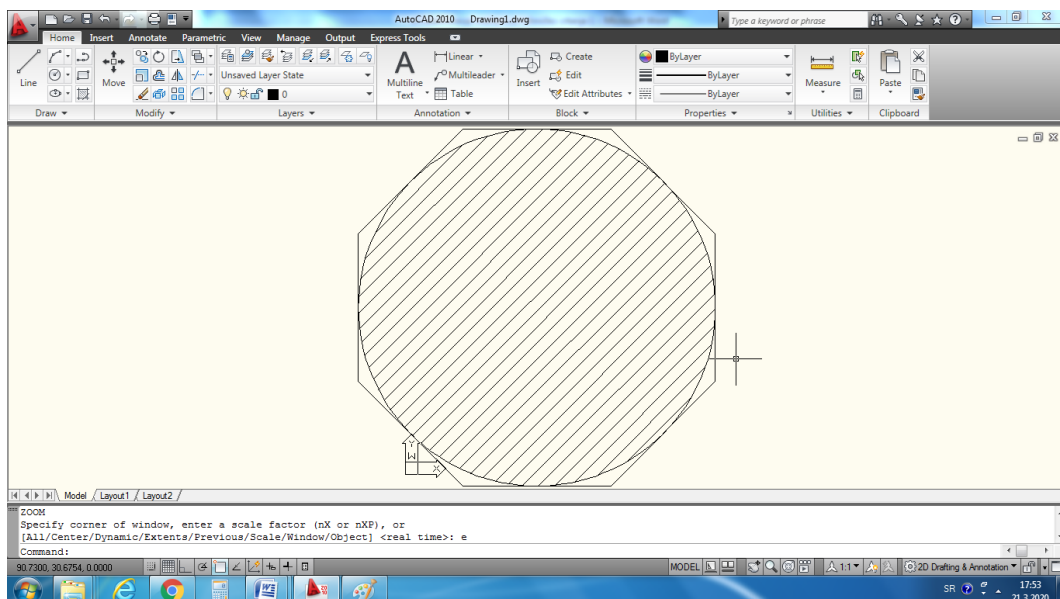 AutoCAD 2010 Drawing1.dwg
Type a keyword or phrase
Home Insert Annotate Parametric View Manage Output Express Tools
Line
Move
Unsaved Layer State
0
A
Multiline Text
Linear
Multileader
Table
Insert
Create
Edit
Edit Attributes
ByLayer
ByLayer
ByLayer
Measure
Paste
Draw Modify Layers Annotation Block Properties Utilities Clipboard
Y
W
X
Model Layout1 Layout2
ZOOM
Specify corner of window, enter a scale factor (nX or nXP), or
[All/Center/Dynamic/Extents/Previous/Scale/Window/Object] <real time>: e
Command:
90.7300, 30.6754, 0.0000 MODEL 1:1 2D Drafting & Annotation
SR 17:53
21.3.2020